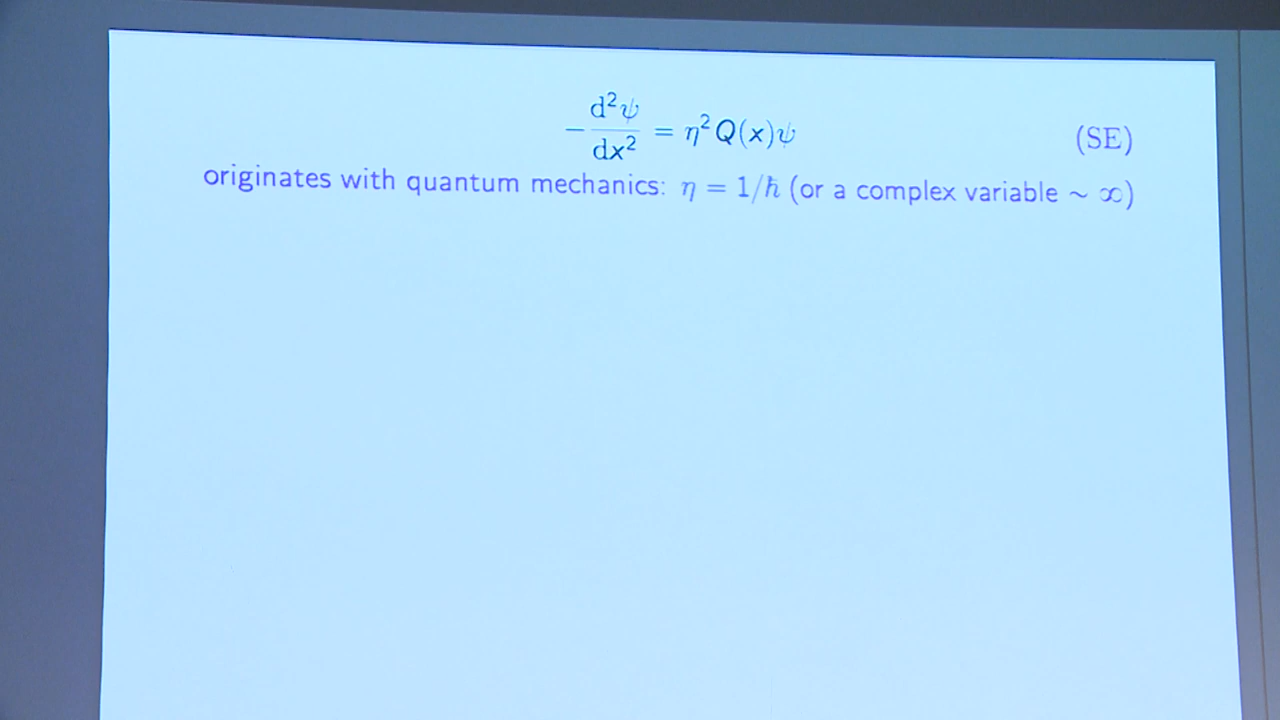 −d²ψ/dx² = η²Q(x)ψ (SE)
originates with quantum mechanics: η = 1/ℏ (or a complex variable ∼ ∞)